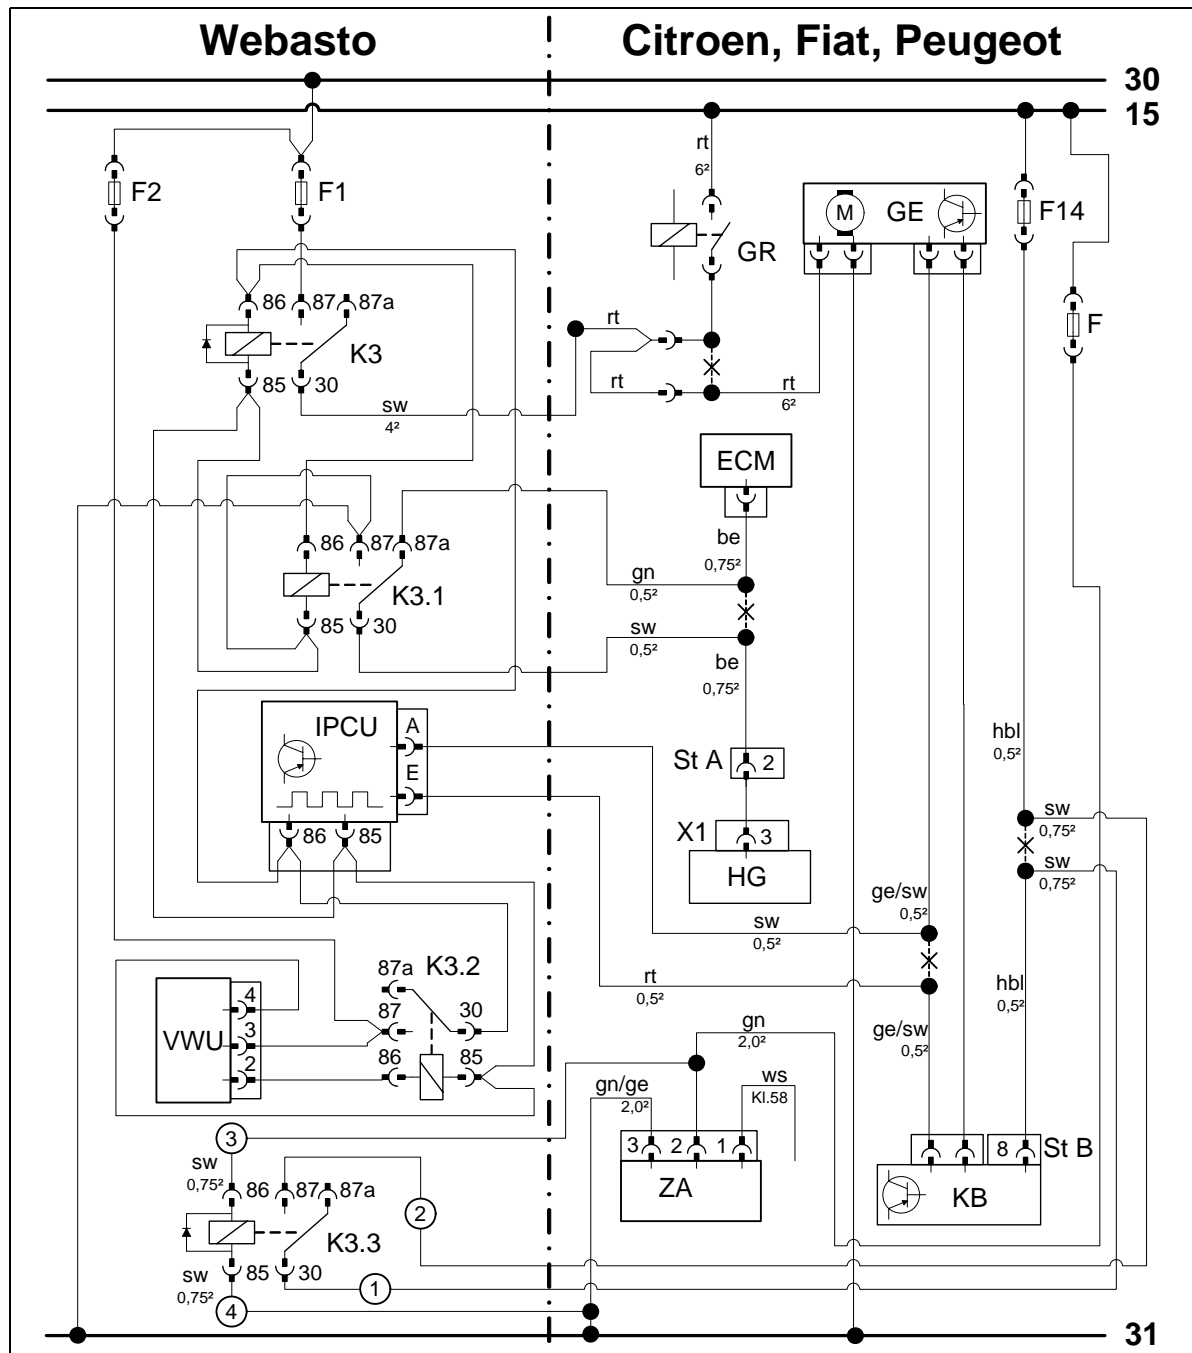 Webasto
Citroen, Fiat, Peugeot
30
15
F2
F1
rt
6²
GR
M
GE
F14
F
86
87
87a
K3
85
30
sw
4²
rt
rt
rt
6²
ECM
be
0,75²
gn
0,5²
86
87
87a
K3.1
85
30
sw
0,5²
be
0,75²
IPCU
A
E
86
85
St A
2
X1
3
HG
hbl
0,5²
sw
0,75²
sw
0,75²
ge/sw
0,5²
sw
0,5²
rt
0,5²
hbl
0,5²
ge/sw
0,5²
VWU
4
3
2
87a
K3.2
87
30
86
85
gn
2,0²
gn/ge
2,0²
ws
Kl.58
3
2
1
ZA
8
St B
KB
3
sw
0,75²
86
87
87a
K3.3
2
85
30
sw
0,75²
1
4
31